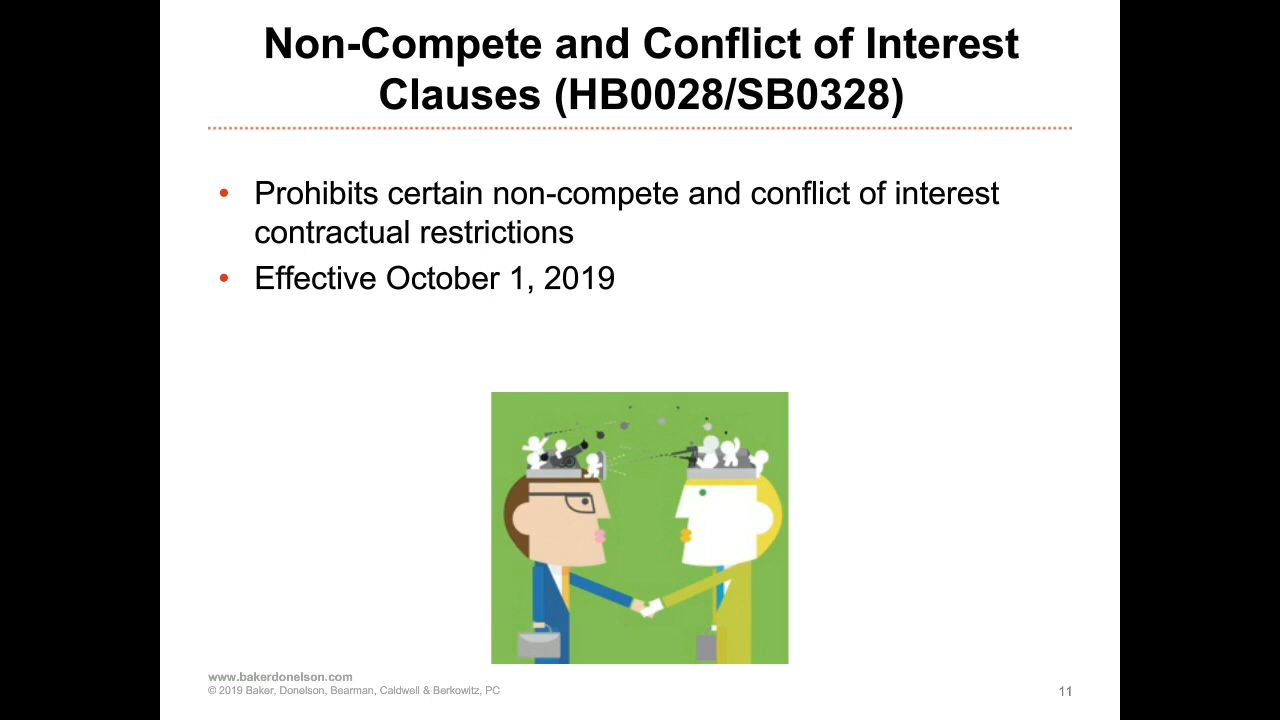 Non-Compete and Conflict of Interest
Clauses (HB0028/SB0328)
• Prohibits certain non-compete and conflict of interest
contractual restrictions
• Effective October 1, 2019
www.bakerdonelson.com
© 2019 Baker, Donelson, Bearman, Caldwell & Berkowitz, PC
11